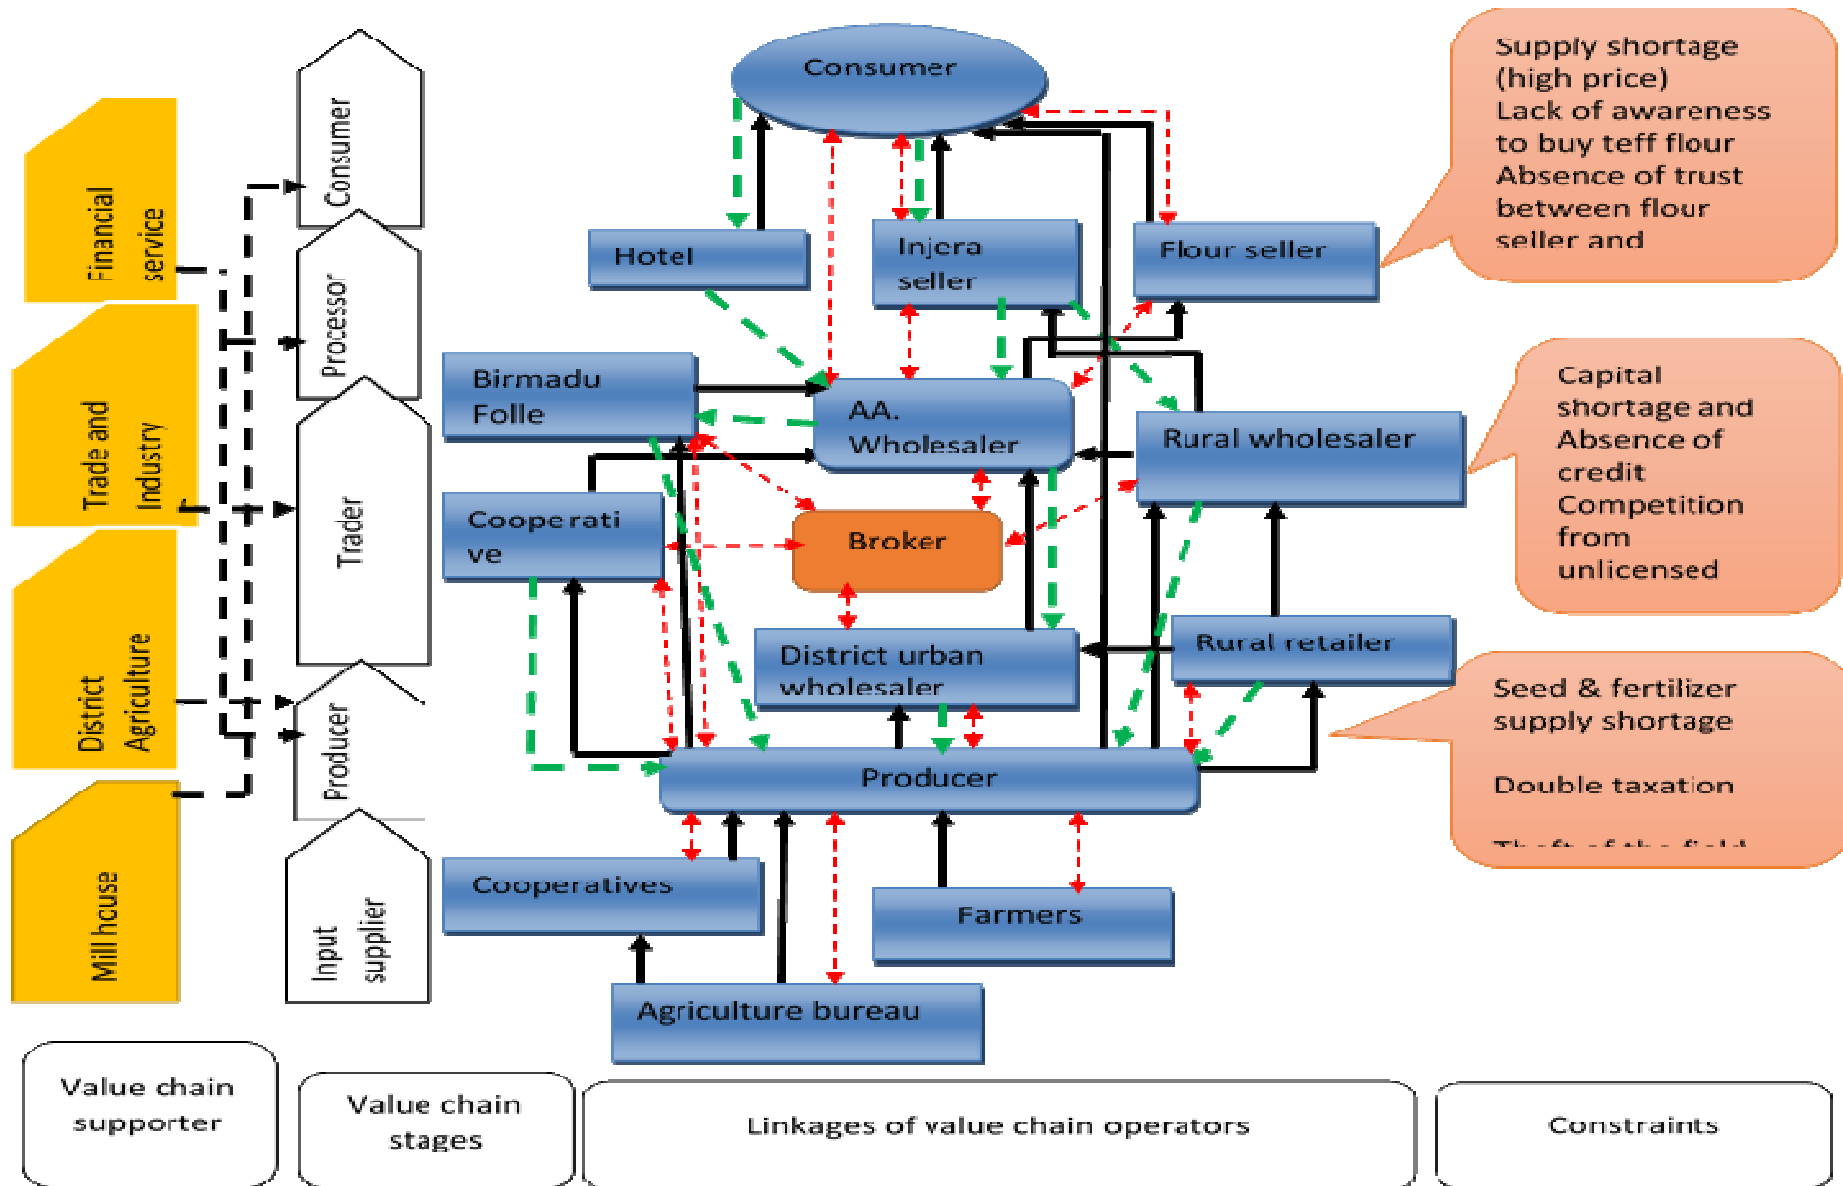 Financial
service
Trade and
Industry
District
Agriculture
Mill house
Consumer
Processor
Trader
Producer
Input
supplier
Consumer
Hotel
Injera
seller
Flour seller
Birmadu
Folle
AA.
Wholesaler
Rural wholesaler
Cooperati
ve
Broker
District urban
wholesaler
Rural retailer
Producer
Cooperatives
Farmers
Agriculture bureau
Supply shortage
(high price)
Lack of awareness
to buy teff flour
Absence of trust
between flour
seller and
Capital
shortage and
Absence of
credit
Competition
from
unlicensed
Seed & fertilizer
supply shortage
Double taxation
Theft of the field
Value chain
supporter
Value chain
stages
Linkages of value chain operators
Constraints